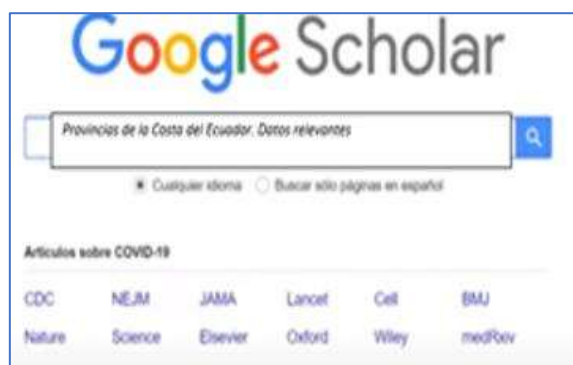 Google Scholar
Provincias de la Costa del Ecuador. Datos relevantes
Cualquier idioma Buscar sólo páginas en español
Artículos sobre COVID-19
CDC NEJM JAMA Lancet Cell BMJ
Nature Science Elsevier Oxford Wiley medRxiv